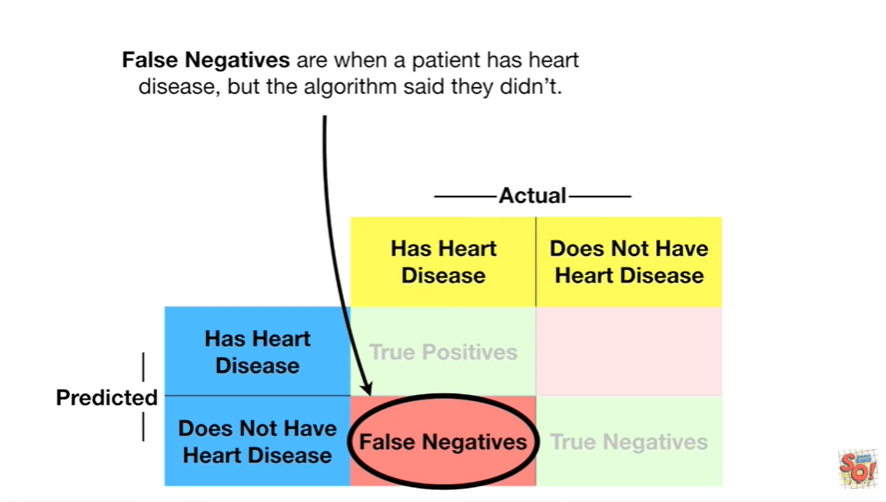 False Negatives are when a patient has heart
disease, but the algorithm said they didn't.
Actual
Has Heart
Disease
Does Not Have
Heart Disease
Predicted
Has Heart
Disease
True Positives
Does Not Have
Heart Disease
False Negatives
True Negatives
SQ!